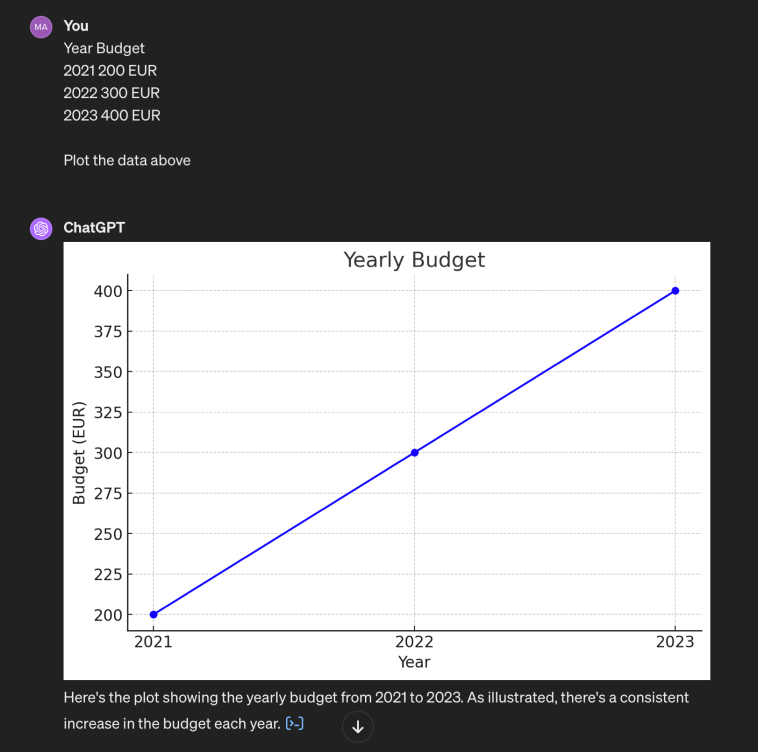 MA
You
Year Budget
2021 200 EUR
2022 300 EUR
2023 400 EUR
Plot the data above
ChatGPT
Yearly Budget
400
375
350
325
300
275
250
225
200
Budget (EUR)
2021 2022 2023
Year
Here's the plot showing the yearly budget from 2021 to 2023. As illustrated, there's a consistent
increase in the budget each year. [>-]